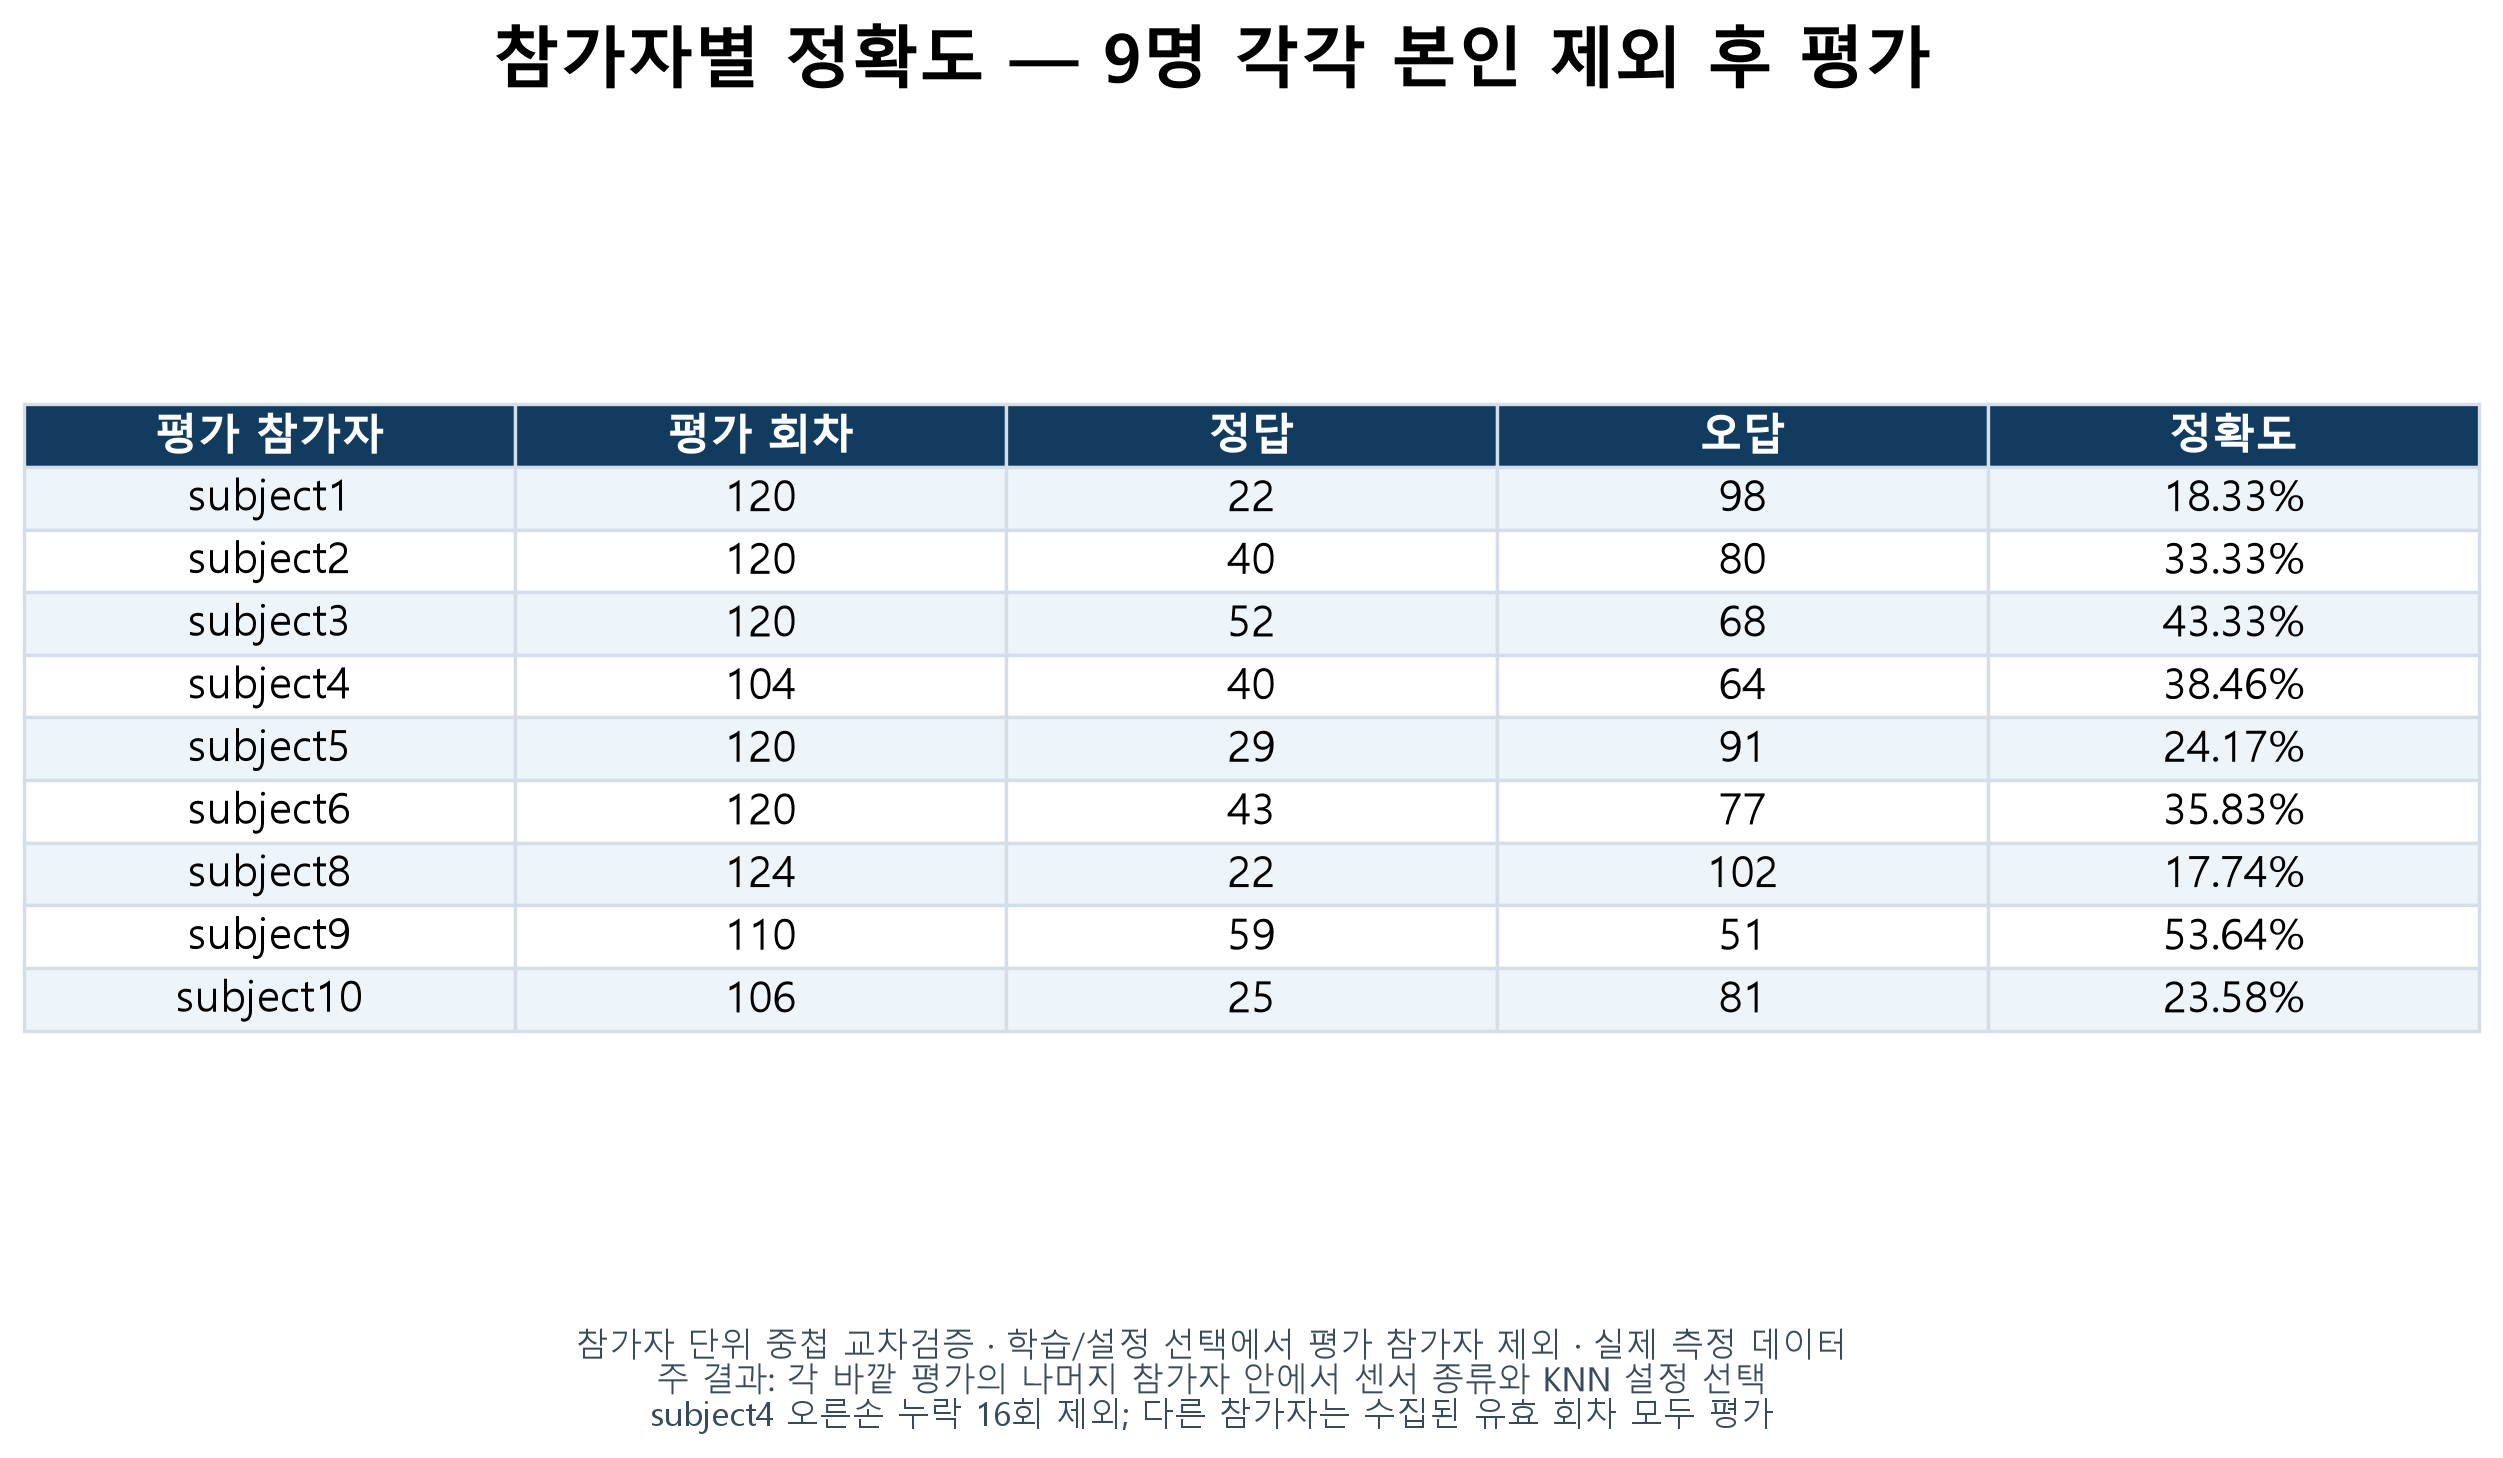 참가자별 정확도 — 9명 각각 본인 제외 후 평가
평가 참가자 평가 회차 정답 오답 정확도
subject1 120 22 98 18.33%
subject2 120 40 80 33.33%
subject3 120 52 68 43.33%
subject4 104 40 64 38.46%
subject5 120 29 91 24.17%
subject6 120 43 77 35.83%
subject8 124 22 102 17.74%
subject9 110 59 51 53.64%
subject10 106 25 81 23.58%
참가자 단위 중첩 교차검증 · 학습/설정 선택에서 평가 참가자 제외 · 실제 측정 데이터
주 결과: 각 바깥 평가의 나머지 참가자 안에서 센서 종류와 KNN 설정 선택
subject4 오른손 누락 16회 제외; 다른 참가자는 수집된 유효 회차 모두 평가